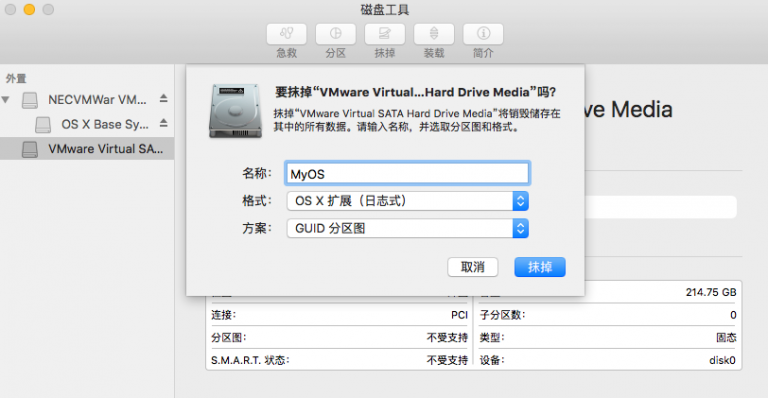 磁盘工具
急救
分区
抹掉
装载
简介
外置
NECVMWar VM...
OS X Base Sy...
VMware Virtual SA...
要抹掉“VMware Virtual...Hard Drive Media”吗?
抹掉“VMware Virtual SATA Hard Drive Media”将销毁储存在
其中的所有数据。请输入名称，并选取分区图和格式。
ve Media
名称: MyOS
格式: OS X 扩展（日志式）
方案: GUID 分区图
取消 抹掉
214.75 GB
连接: PCI
子分区数: 0
分区图: 不受支持
类型: 固态
S.M.A.R.T. 状态: 不受支持
设备: disk0